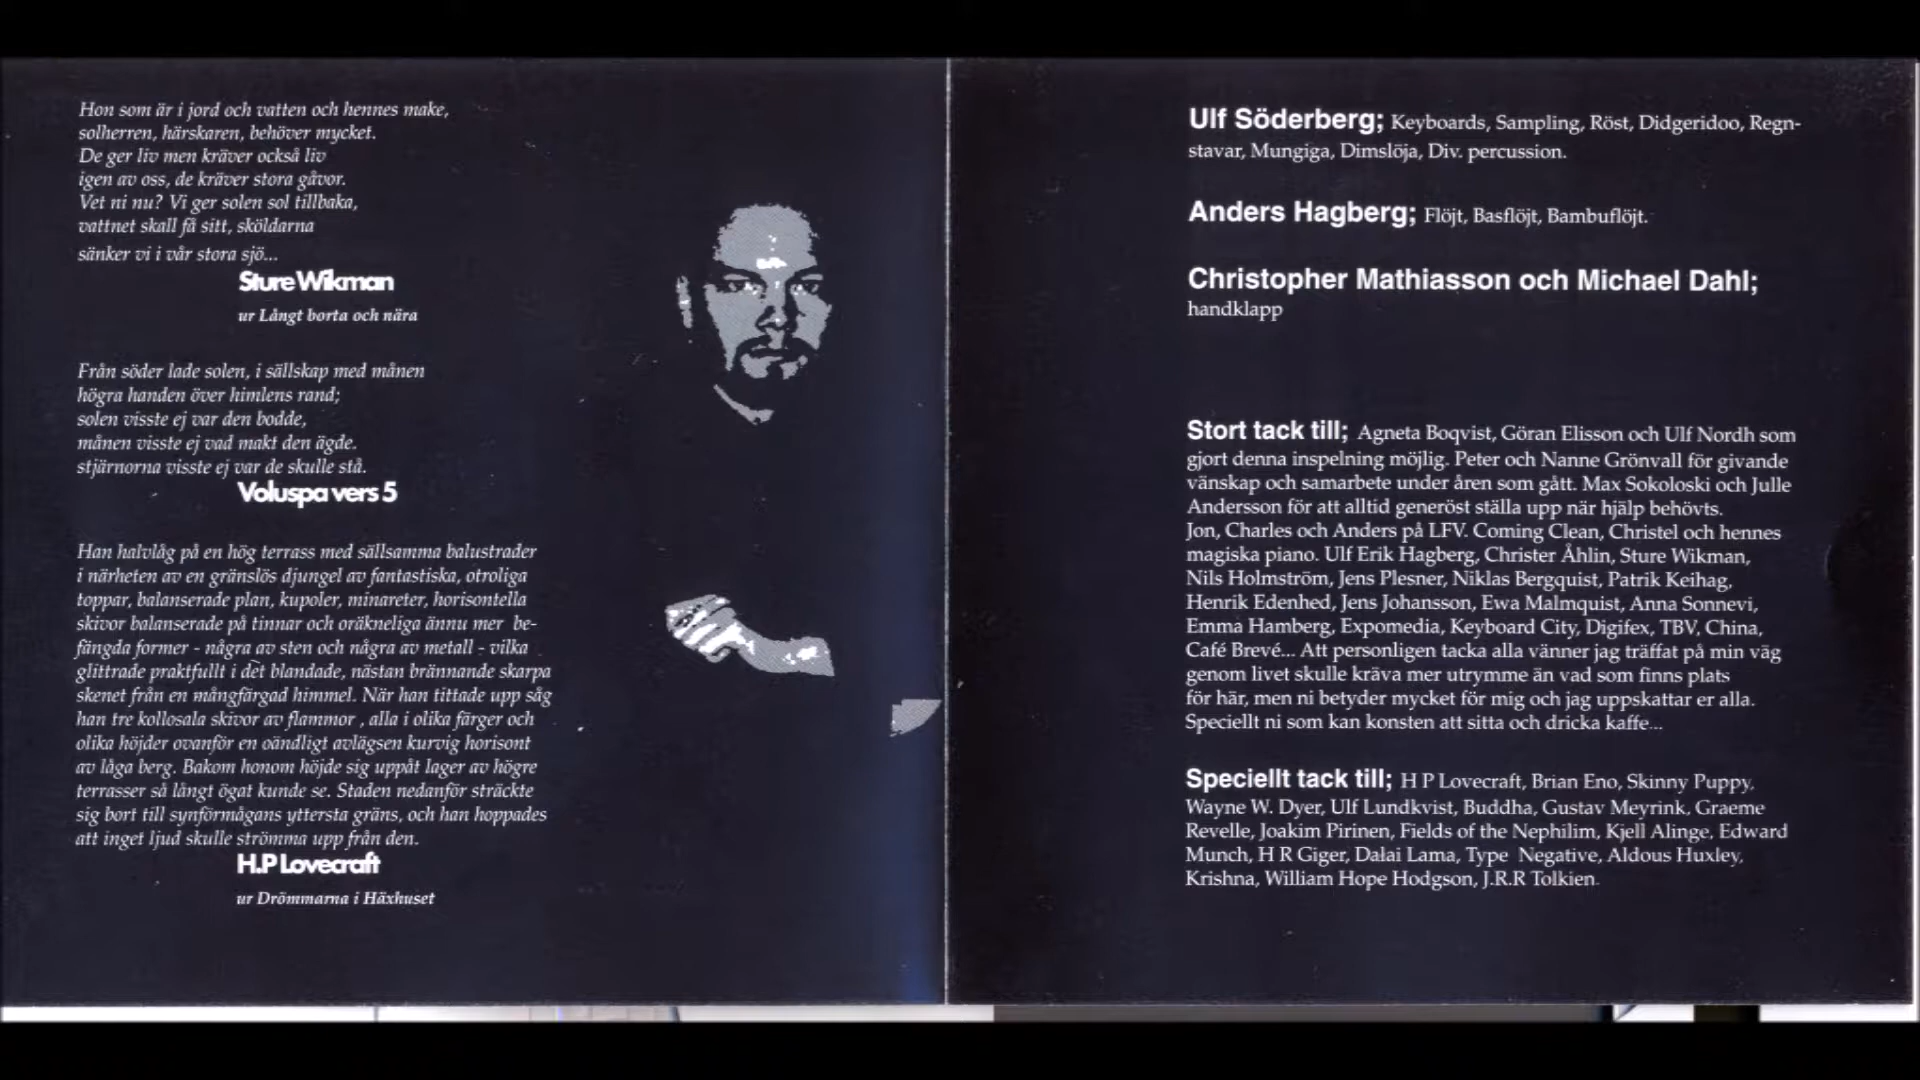 Hon som är i jord och vatten och hennes make,
solherren, härskaren, behöver mycket.
De ger liv men kräver också liv
igen av oss, de kräver stora gåvor.
Vet ni nu? Vi ger solen sol tillbaka,
vattnet skall få sitt, sköldarna
sänker vi i vår stora sjö...
Sture Wikman
ur Långt borta och nära
Från söder lade solen, i sällskap med månen
högra handen över himlens rand;
solen visste ej var den bodde,
månen visste ej vad makt den ägde.
stjärnorna visste ej var de skulle stå.
Voluspa vers 5
Han halvlåg på en hög terrass med sällsamma balustrader
i närheten av en gränslös djungel av fantastiska, otroliga
toppar, balanserade plan, kupoler, minareter, horisontella
skivor balanserade på tinnar och oräkneliga ännu mer be-
fängda former - några av sten och några av metall - vilka
glittrade praktfullt i det blandade, nästan brännande skarpa
skenet från en mångfärgad himmel. När han tittade upp såg
han tre kollosala skivor av flammor , alla i olika färger och
olika höjder ovanför en oändligt avlägsen kurvig horisont
av låga berg. Bakom honom höjde sig uppåt lager av högre
terrasser så långt ögat kunde se. Staden nedanför sträckte
sig bort till synförmågans yttersta gräns, och han hoppades
att inget ljud skulle strömma upp från den.
H.P Lovecraft
ur Drömmarna i Häxhuset
Ulf Söderberg; Keyboards, Sampling, Röst, Didgeridoo, Regn-
stavar, Mungiga, Dimslöja, Div. percussion.
Anders Hagberg; Flöjt, Basflöjt, Bambuflöjt.
Christopher Mathiasson och Michael Dahl;
handklapp
Stort tack till; Agneta Boqvist, Göran Elisson och Ulf Nordh som
gjort denna inspelning möjlig. Peter och Nanne Grönvall för givande
vänskap och samarbete under åren som gått. Max Sokoloski och Julle
Andersson för att alltid generöst ställa upp när hjälp behövts.
Jon, Charles och Anders på LFV. Coming Clean, Christel och hennes
magiska piano. Ulf Erik Hagberg, Christer Åhlin, Sture Wikman,
Nils Holmström, Jens Plesner, Niklas Bergquist, Patrik Keihag,
Henrik Edenhed, Jens Johansson, Ewa Malmquist, Anna Sonnevi,
Emma Hamberg, Expomedia, Keyboard City, Digifex, TBV, China,
Café Brevé... Att personligen tacka alla vänner jag träffat på min väg
genom livet skulle kräva mer utrymme än vad som finns plats
för här, men ni betyder mycket för mig och jag uppskattar er alla.
Speciellt ni som kan konsten att sitta och dricka kaffe...
Speciellt tack till; H P Lovecraft, Brian Eno, Skinny Puppy,
Wayne W. Dyer, Ulf Lundkvist, Buddha, Gustav Meyrink, Graeme
Revelle, Joakim Pirinen, Fields of the Nephilim, Kjell Alinge, Edward
Munch, H R Giger, Dalai Lama, Type Negative, Aldous Huxley,
Krishna, William Hope Hodgson, J.R.R Tolkien.